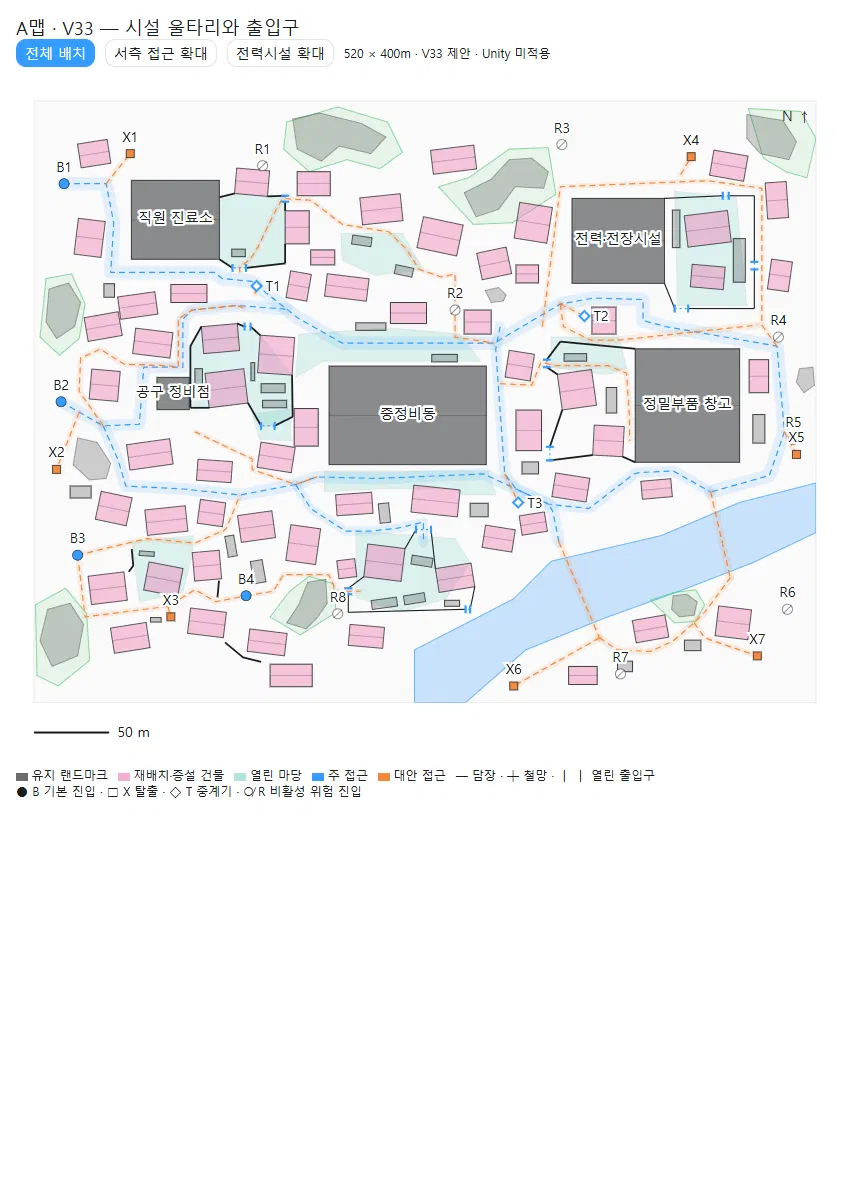 A맵 · V33 — 시설 울타리와 출입구
전체 배치 서측 접근 확대 전력시설 확대 520 × 400m · V33 제안 · Unity 미적용
N ↑
X1
R1
R3
X4
B1
직원 진료소
전력·전장시설
T1
R2
T2
R4
B2
공구 정비점
중정비동
정밀부품 창고
R5
X5
X2
T3
B3
B4
X3
R8
R6
X7
R7
X6
50 m
유지 랜드마크 재배치·증설 건물 열린 마당 주 접근 대안 접근 — 담장 · ┼ 철망 · ❘ ❘ 열린 출입구
● B 기본 진입 · □ X 탈출 · ◇ T 중계기 · O/R 비활성 위험 진입